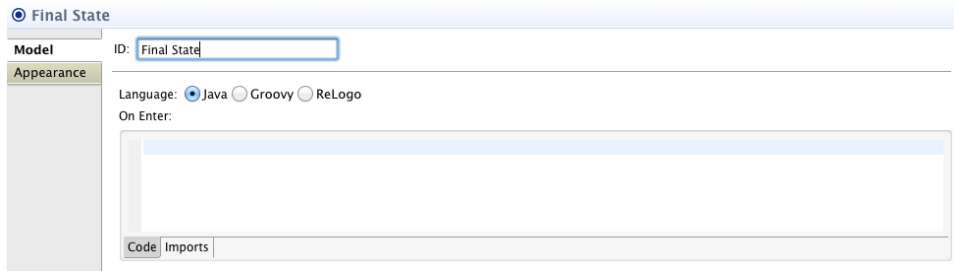 Final State
Model
ID: Final State
Appearance
Language: Java Groovy ReLogo
On Enter:
Code Imports